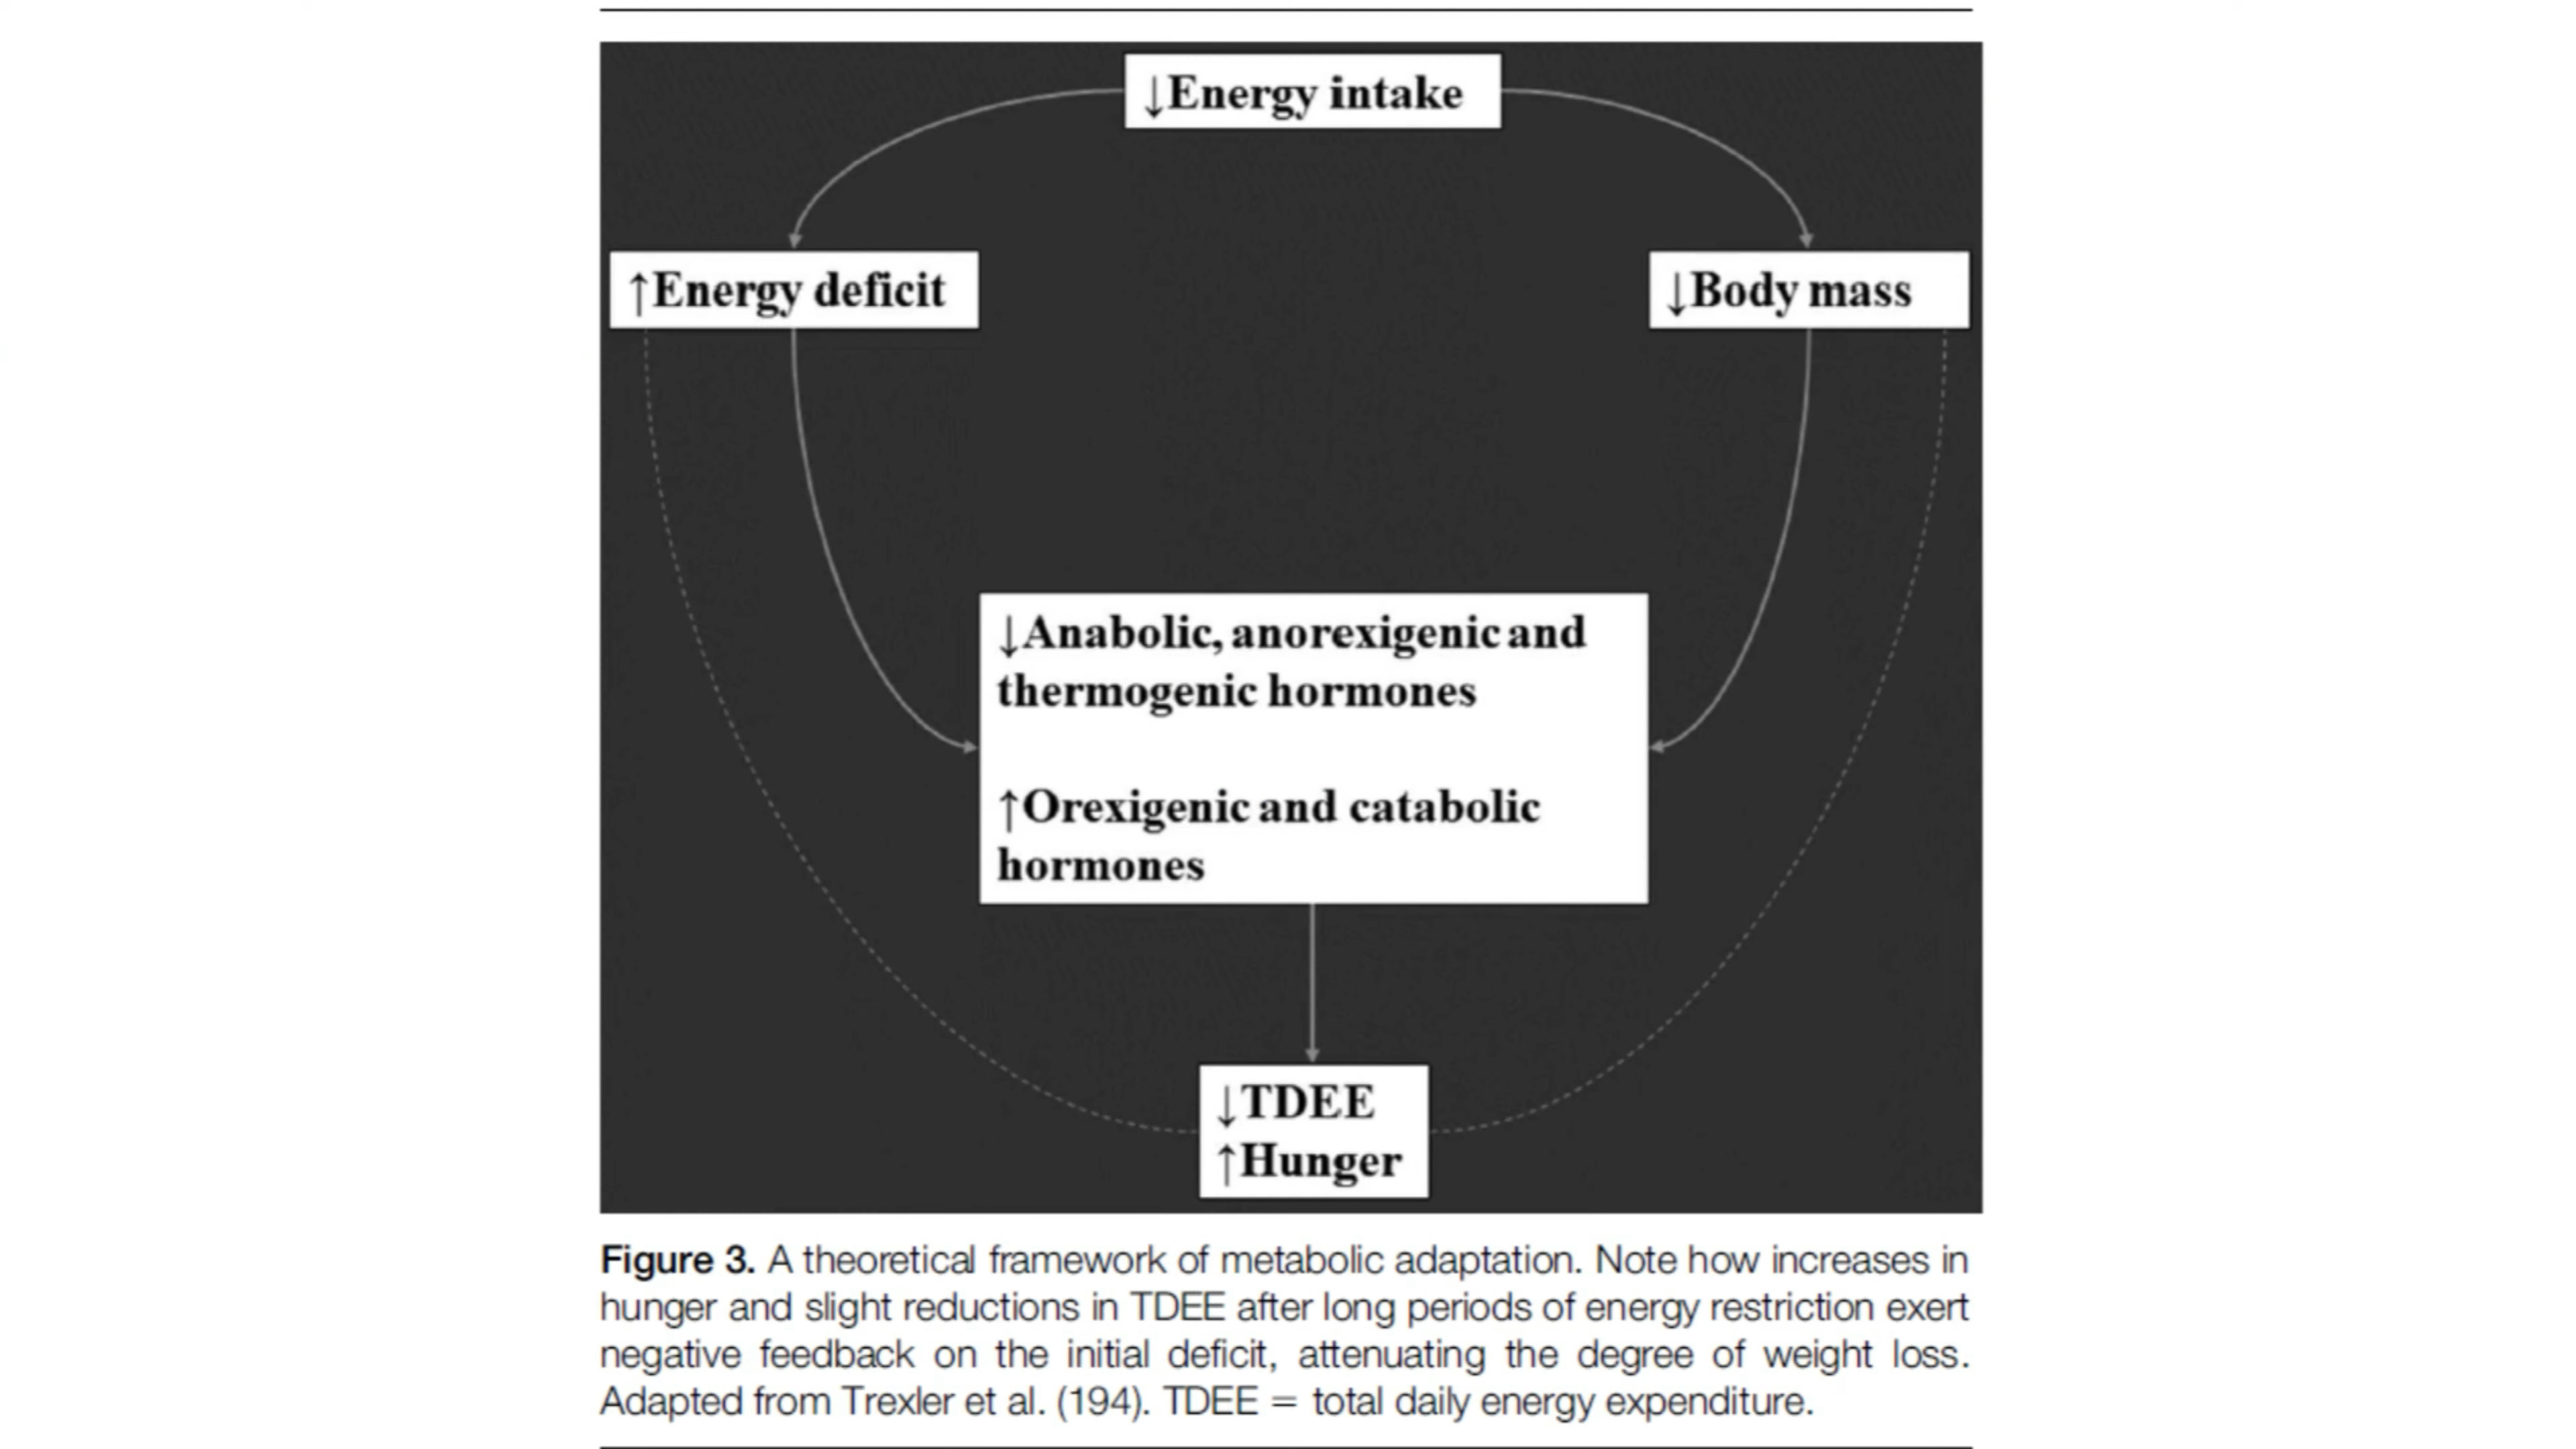 ↓Energy intake
↑Energy deficit
↓Body mass
↓Anabolic, anorexigenic and
thermogenic hormones
↑Orexigenic and catabolic
hormones
↓TDEE
↑Hunger
Figure 3. A theoretical framework of metabolic adaptation. Note how increases in
hunger and slight reductions in TDEE after long periods of energy restriction exert
negative feedback on the initial deficit, attenuating the degree of weight loss.
Adapted from Trexler et al. (194). TDEE = total daily energy expenditure.